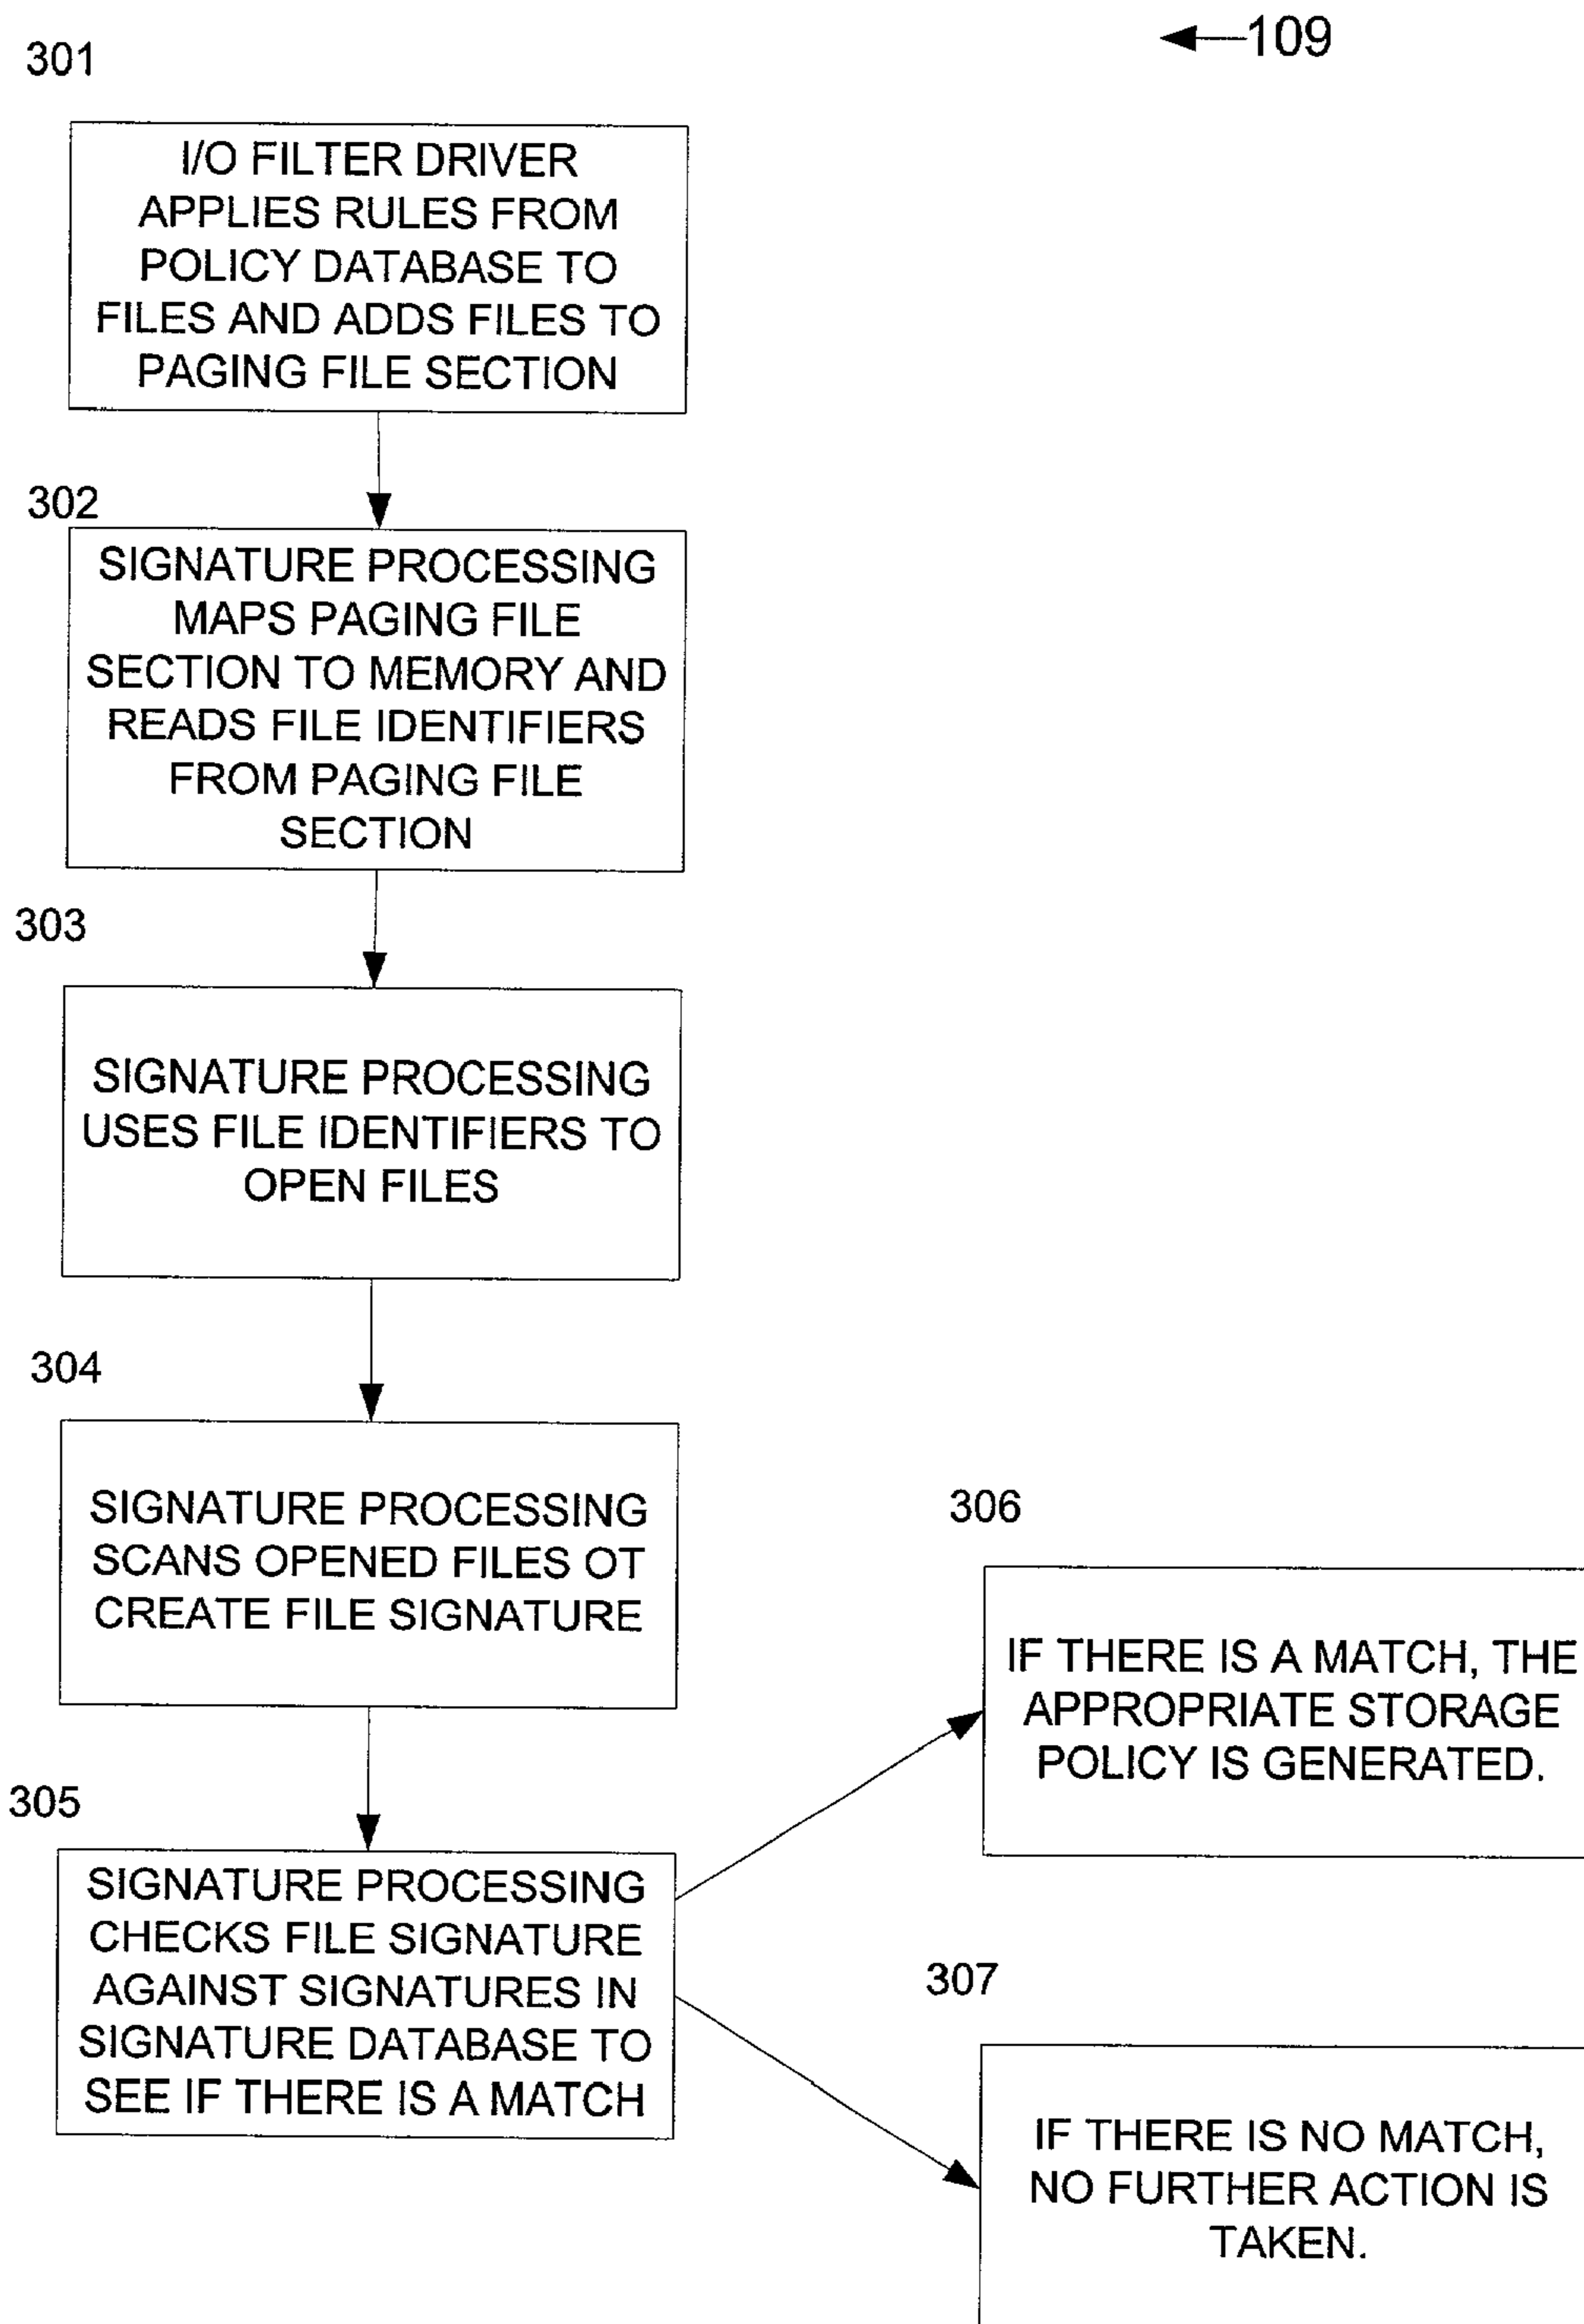 109
301
I/O FILTER DRIVER
APPLIES RULES FROM
POLICY DATABASE TO
FILES AND ADDS FILES TO
PAGING FILE SECTION
302
SIGNATURE PROCESSING
MAPS PAGING FILE
SECTION TO MEMORY AND
READS FILE IDENTIFIERS
FROM PAGING FILE
SECTION
303
SIGNATURE PROCESSING
USES FILE IDENTIFIERS TO
OPEN FILES
304
SIGNATURE PROCESSING
SCANS OPENED FILES OT
CREATE FILE SIGNATURE
305
SIGNATURE PROCESSING
CHECKS FILE SIGNATURE
AGAINST SIGNATURES IN
SIGNATURE DATABASE TO
SEE IF THERE IS A MATCH
306
IF THERE IS A MATCH, THE
APPROPRIATE STORAGE
POLICY IS GENERATED.
307
IF THERE IS NO MATCH,
NO FURTHER ACTION IS
TAKEN.